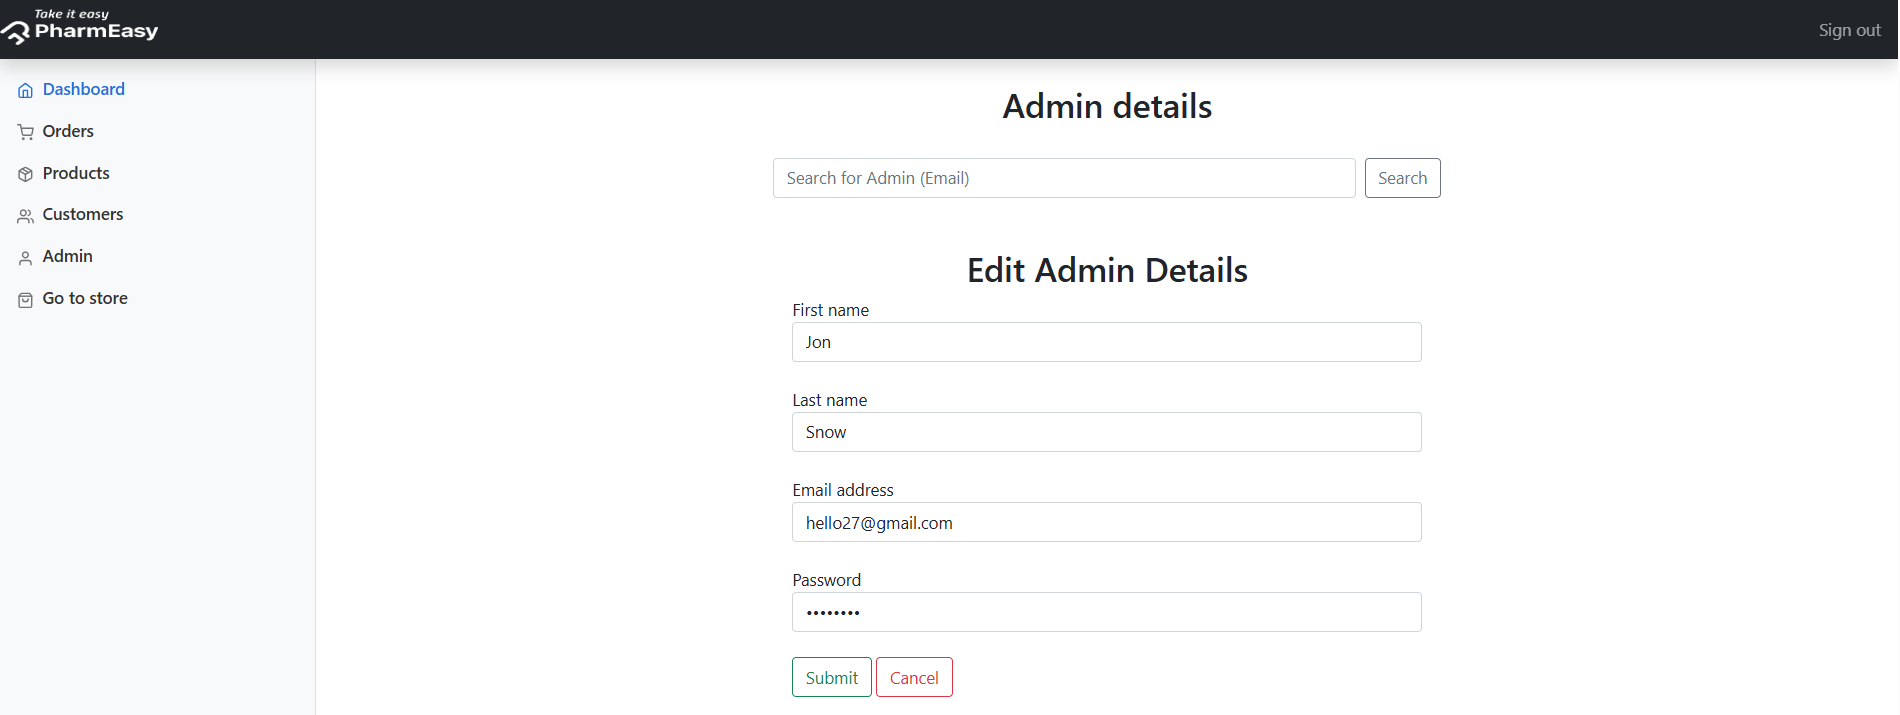 Take it easy
PharmEasy
Sign out
Dashboard
Orders
Products
Customers
Admin
Go to store
Admin details
Search for Admin (Email)
Search
Edit Admin Details
First name
Jon
Last name
Snow
Email address
hello27@gmail.com
Password
••••••••
Submit
Cancel